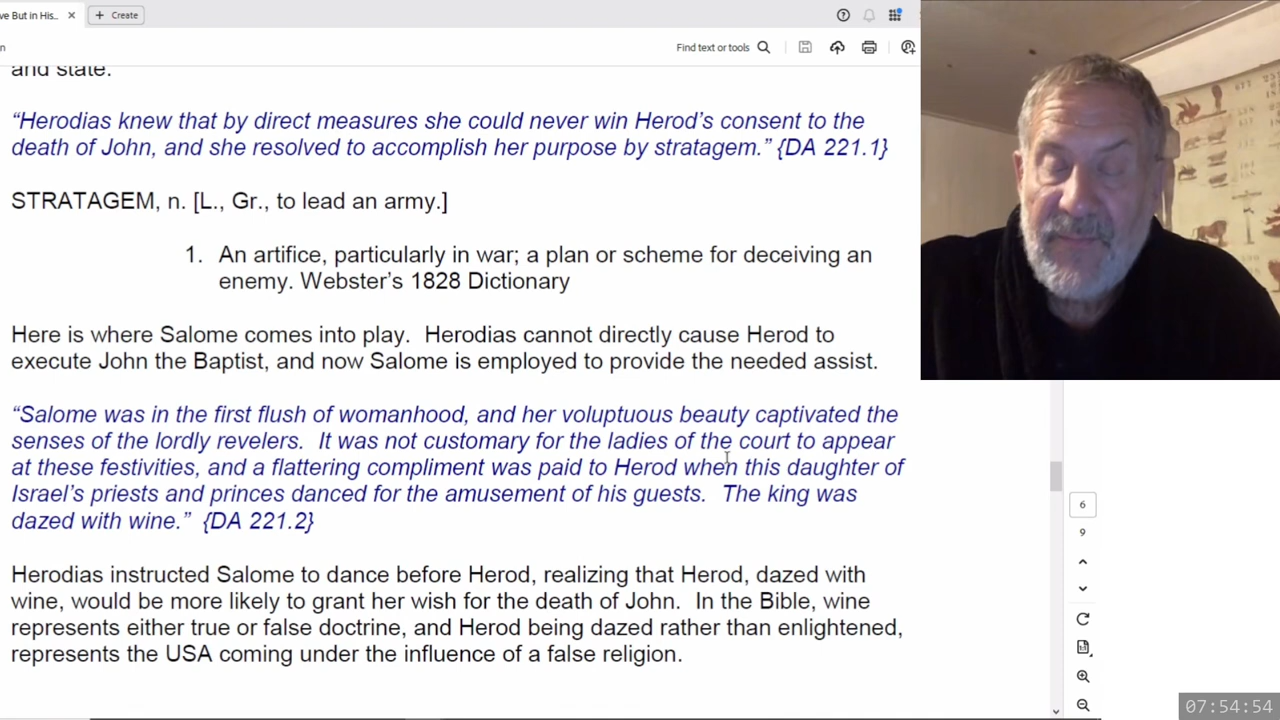 ve But in His..
Create
n
Find text or tools
and state.
“Herodias knew that by direct measures she could never win Herod’s consent to the
death of John, and she resolved to accomplish her purpose by stratagem.” {DA 221.1}
STRATAGEM, n. [L., Gr., to lead an army.]
1. An artifice, particularly in war; a plan or scheme for deceiving an
enemy. Webster’s 1828 Dictionary
Here is where Salome comes into play. Herodias cannot directly cause Herod to
execute John the Baptist, and now Salome is employed to provide the needed assist.
“Salome was in the first flush of womanhood, and her voluptuous beauty captivated the
senses of the lordly revelers. It was not customary for the ladies of the court to appear
at these festivities, and a flattering compliment was paid to Herod when this daughter of
Israel’s priests and princes danced for the amusement of his guests. The king was
dazed with wine.” {DA 221.2}
Herodias instructed Salome to dance before Herod, realizing that Herod, dazed with
wine, would be more likely to grant her wish for the death of John. In the Bible, wine
represents either true or false doctrine, and Herod being dazed rather than enlightened,
represents the USA coming under the influence of a false religion.
6
9
07:54:54